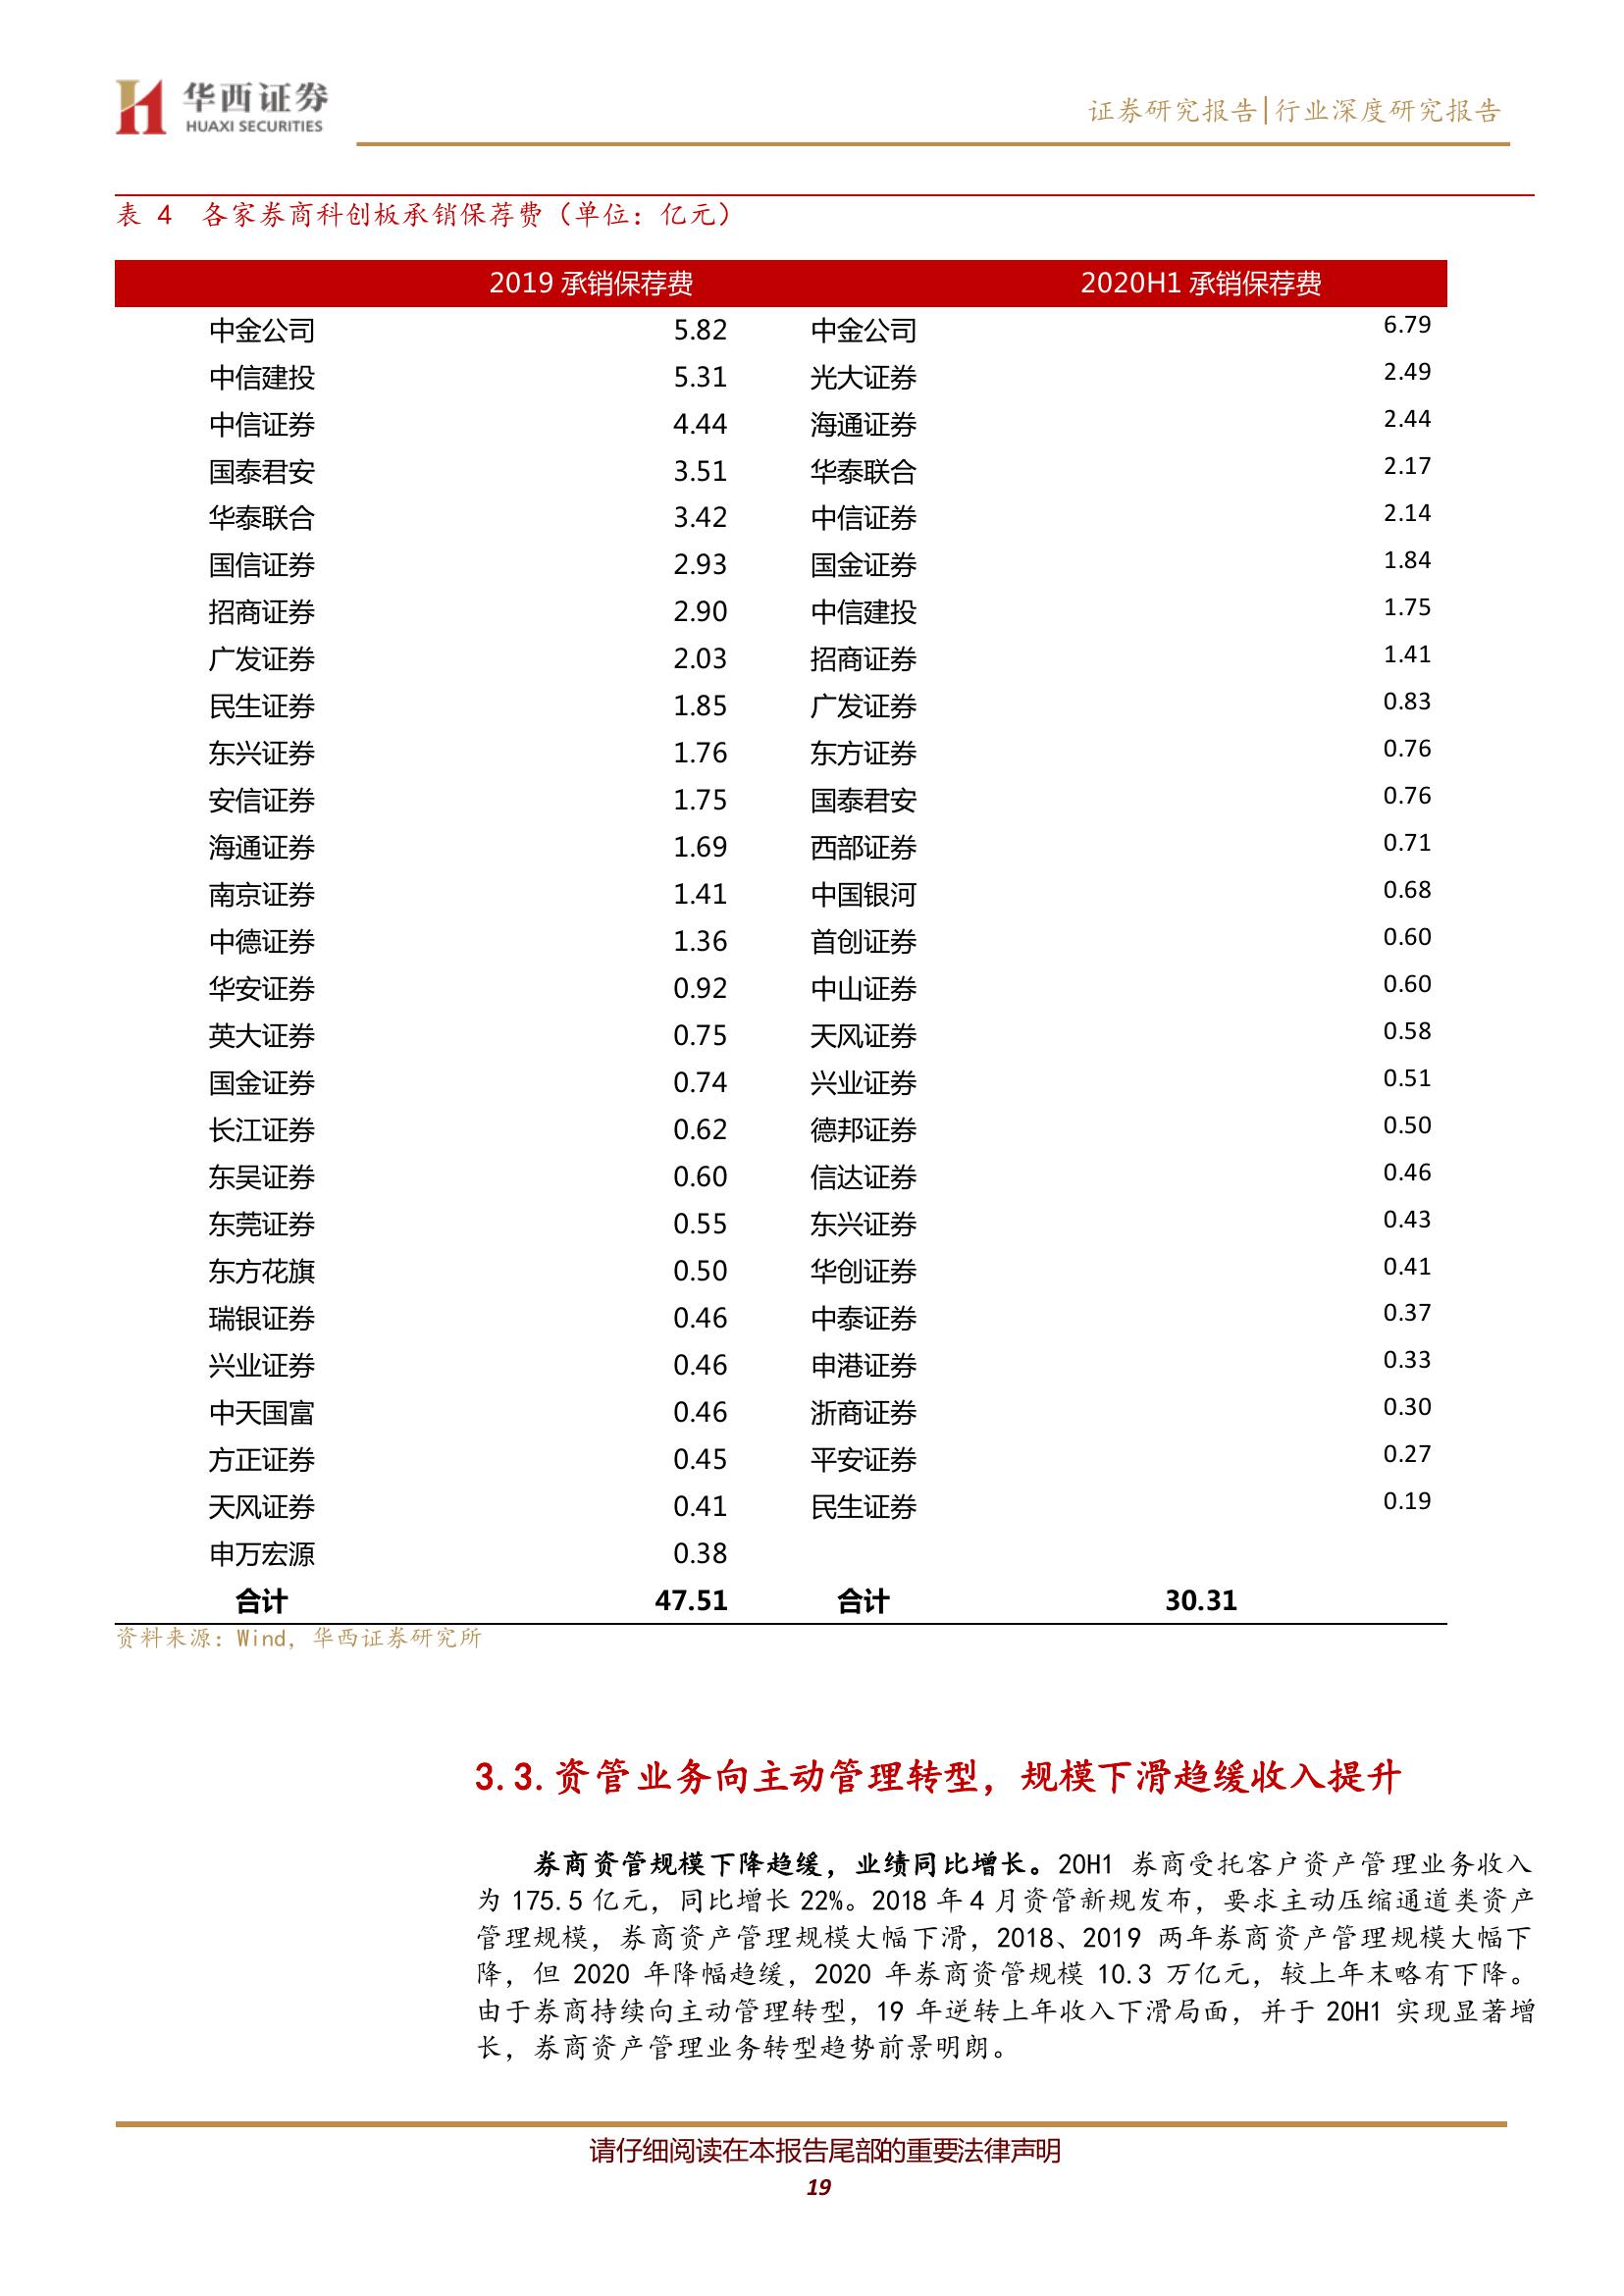 华西证券
HUAXI SECURITIES
证券研究报告|行业深度研究报告
表 4 各家券商科创板承销保荐费（单位：亿元）
2019 承销保荐费 2020H1 承销保荐费
中金公司 5.82 中金公司 6.79
中信建投 5.31 光大证券 2.49
中信证券 4.44 海通证券 2.44
国泰君安 3.51 华泰联合 2.17
华泰联合 3.42 中信证券 2.14
国信证券 2.93 国金证券 1.84
招商证券 2.90 中信建投 1.75
广发证券 2.03 招商证券 1.41
民生证券 1.85 广发证券 0.83
东兴证券 1.76 东方证券 0.76
安信证券 1.75 国泰君安 0.76
海通证券 1.69 西部证券 0.71
南京证券 1.41 中国银河 0.68
中德证券 1.36 首创证券 0.60
华安证券 0.92 中山证券 0.60
英大证券 0.75 天风证券 0.58
国金证券 0.74 兴业证券 0.51
长江证券 0.62 德邦证券 0.50
东吴证券 0.60 信达证券 0.46
东莞证券 0.55 东兴证券 0.43
东方花旗 0.50 华创证券 0.41
瑞银证券 0.46 中泰证券 0.37
兴业证券 0.46 申港证券 0.33
中天国富 0.46 浙商证券 0.30
方正证券 0.45 平安证券 0.27
天风证券 0.41 民生证券 0.19
申万宏源 0.38
合计 47.51 合计 30.31
资料来源：Wind，华西证券研究所
3.3.资管业务向主动管理转型，规模下滑趋缓收入提升
券商资管规模下降趋缓，业绩同比增长。20H1 券商受托客户资产管理业务收入
为 175.5 亿元，同比增长 22%。2018 年 4 月资管新规发布，要求主动压缩通道类资产
管理规模，券商资产管理规模大幅下滑，2018、2019 两年券商资产管理规模大幅下
降，但 2020 年降幅趋缓，2020 年券商资管规模 10.3 万亿元，较上年末略有下降。
由于券商持续向主动管理转型，19 年逆转上年收入下滑局面，并于 20H1 实现显著增
长，券商资产管理业务转型趋势前景明朗。
请仔细阅读在本报告尾部的重要法律声明
19